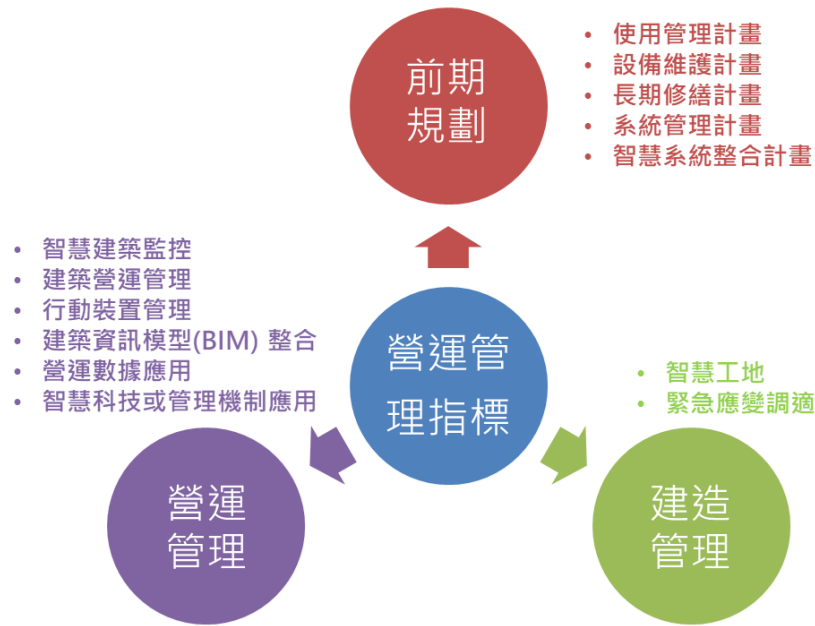 前期
規劃
• 使用管理計畫
• 設備維護計畫
• 長期修繕計畫
• 系統管理計畫
• 智慧系統整合計畫
• 智慧建築監控
• 建築營運管理
• 行動裝置管理
• 建築資訊模型(BIM) 整合
• 營運數據應用
• 智慧科技或管理機制應用
營運管
理指標
• 智慧工地
• 緊急應變調適
營運
管理
建造
管理